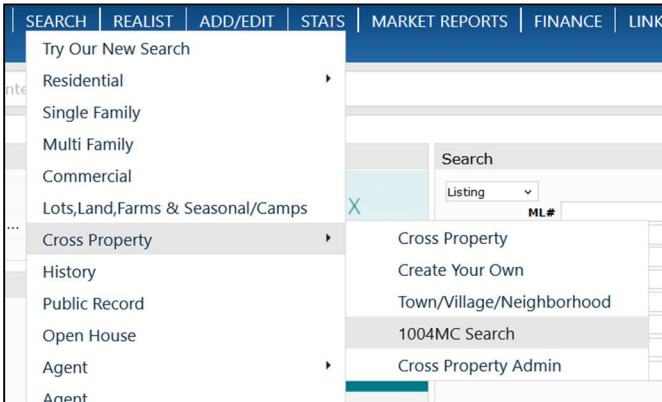 SEARCH REALIST ADD/EDIT STATS MARKET REPORTS FINANCE LINK
Try Our New Search
Residential
Single Family
Multi Family
Commercial
Lots,Land,Farms & Seasonal/Camps
Cross Property
History
Public Record
Open House
Agent
Agent
Search
Listing
ML#
X
...
Cross Property
Create Your Own
Town/Village/Neighborhood
1004MC Search
Cross Property Admin